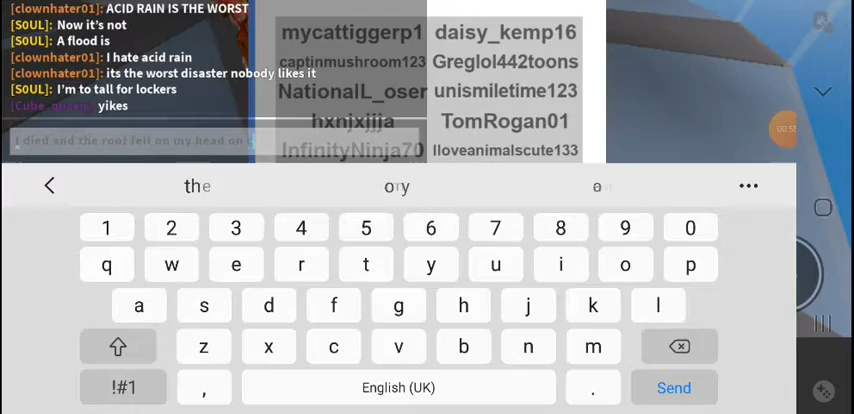 [clownhater01]: ACID RAIN IS THE WORST
[S0UL]: Now it's not
[S0UL]: A flood is
[clownhater01]: I hate acid rain
[clownhater01]: its the worst disaster nobody likes it
[S0UL]: I'm to tall for lockers
yikes
I died and the roof fell on my head on
mycattiggerp1 daisy_kemp16
captinmushroom123 Greglol442toons
NationalL_oser unismiletime123
hxnjxjjja TomRogan01
InfinityNinja70 Iloveanimalscute133
00:55
the
1 2 3 4 5 6 7 8 9 0
q w e r t y u i o p
a s d f g h j k l
z x c v b n m
!#1 , English (UK) . Send